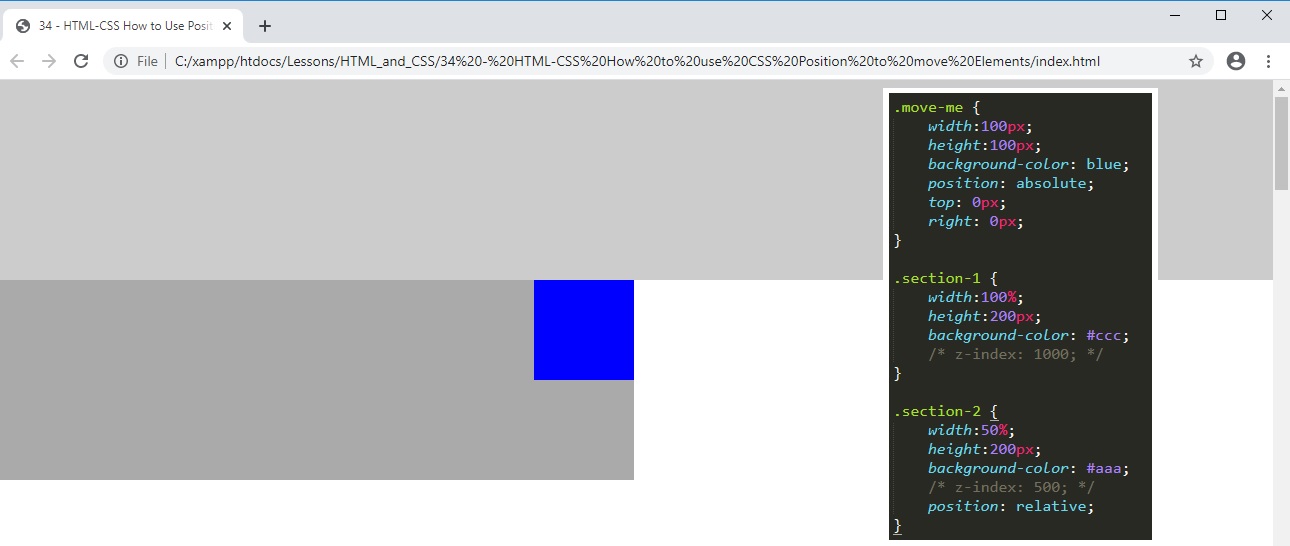 34 - HTML-CSS How to Use Posit
File
C:/xampp/htdocs/Lessons/HTML_and_CSS/34%20-%20HTML-CSS%20How%20to%20use%20CSS%20Position%20to%20move%20Elements/index.html
.move-me {
width:100px;
height:100px;
background-color: blue;
position: absolute;
top: 0px;
right: 0px;
}
.section-1 {
width:100%;
height:200px;
background-color: #ccc;
/* z-index: 1000; */
}
.section-2 {
width:50%;
height:200px;
background-color: #aaa;
/* z-index: 500; */
position: relative;
}